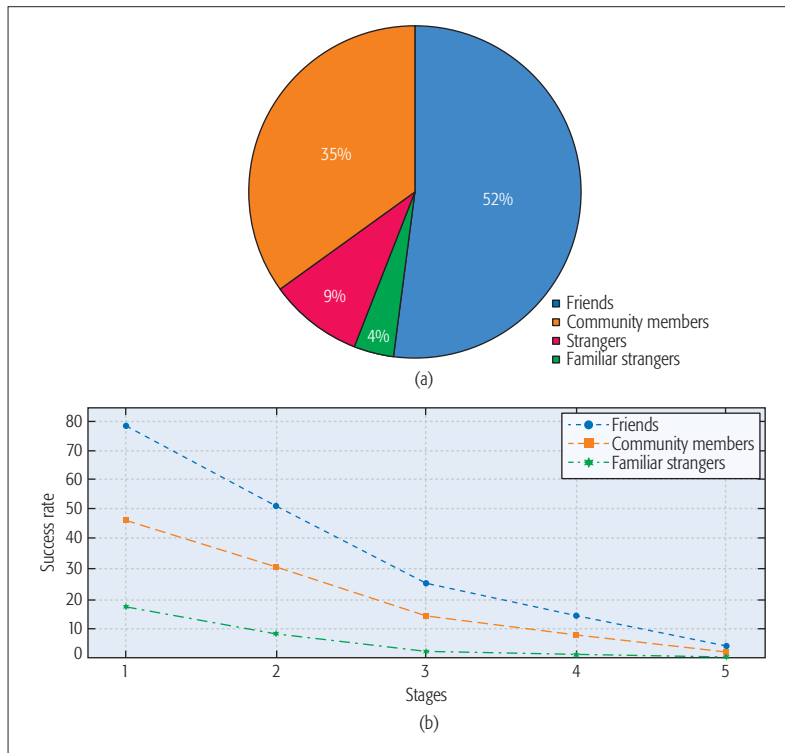 35%
52%
9%
4%
Friends
Community members
Strangers
Familiar strangers
(a)
80
70
60
50
40
30
20
10
0
Success rate
Friends
Community members
Familiar strangers
1 2 3 4 5
Stages
(b)